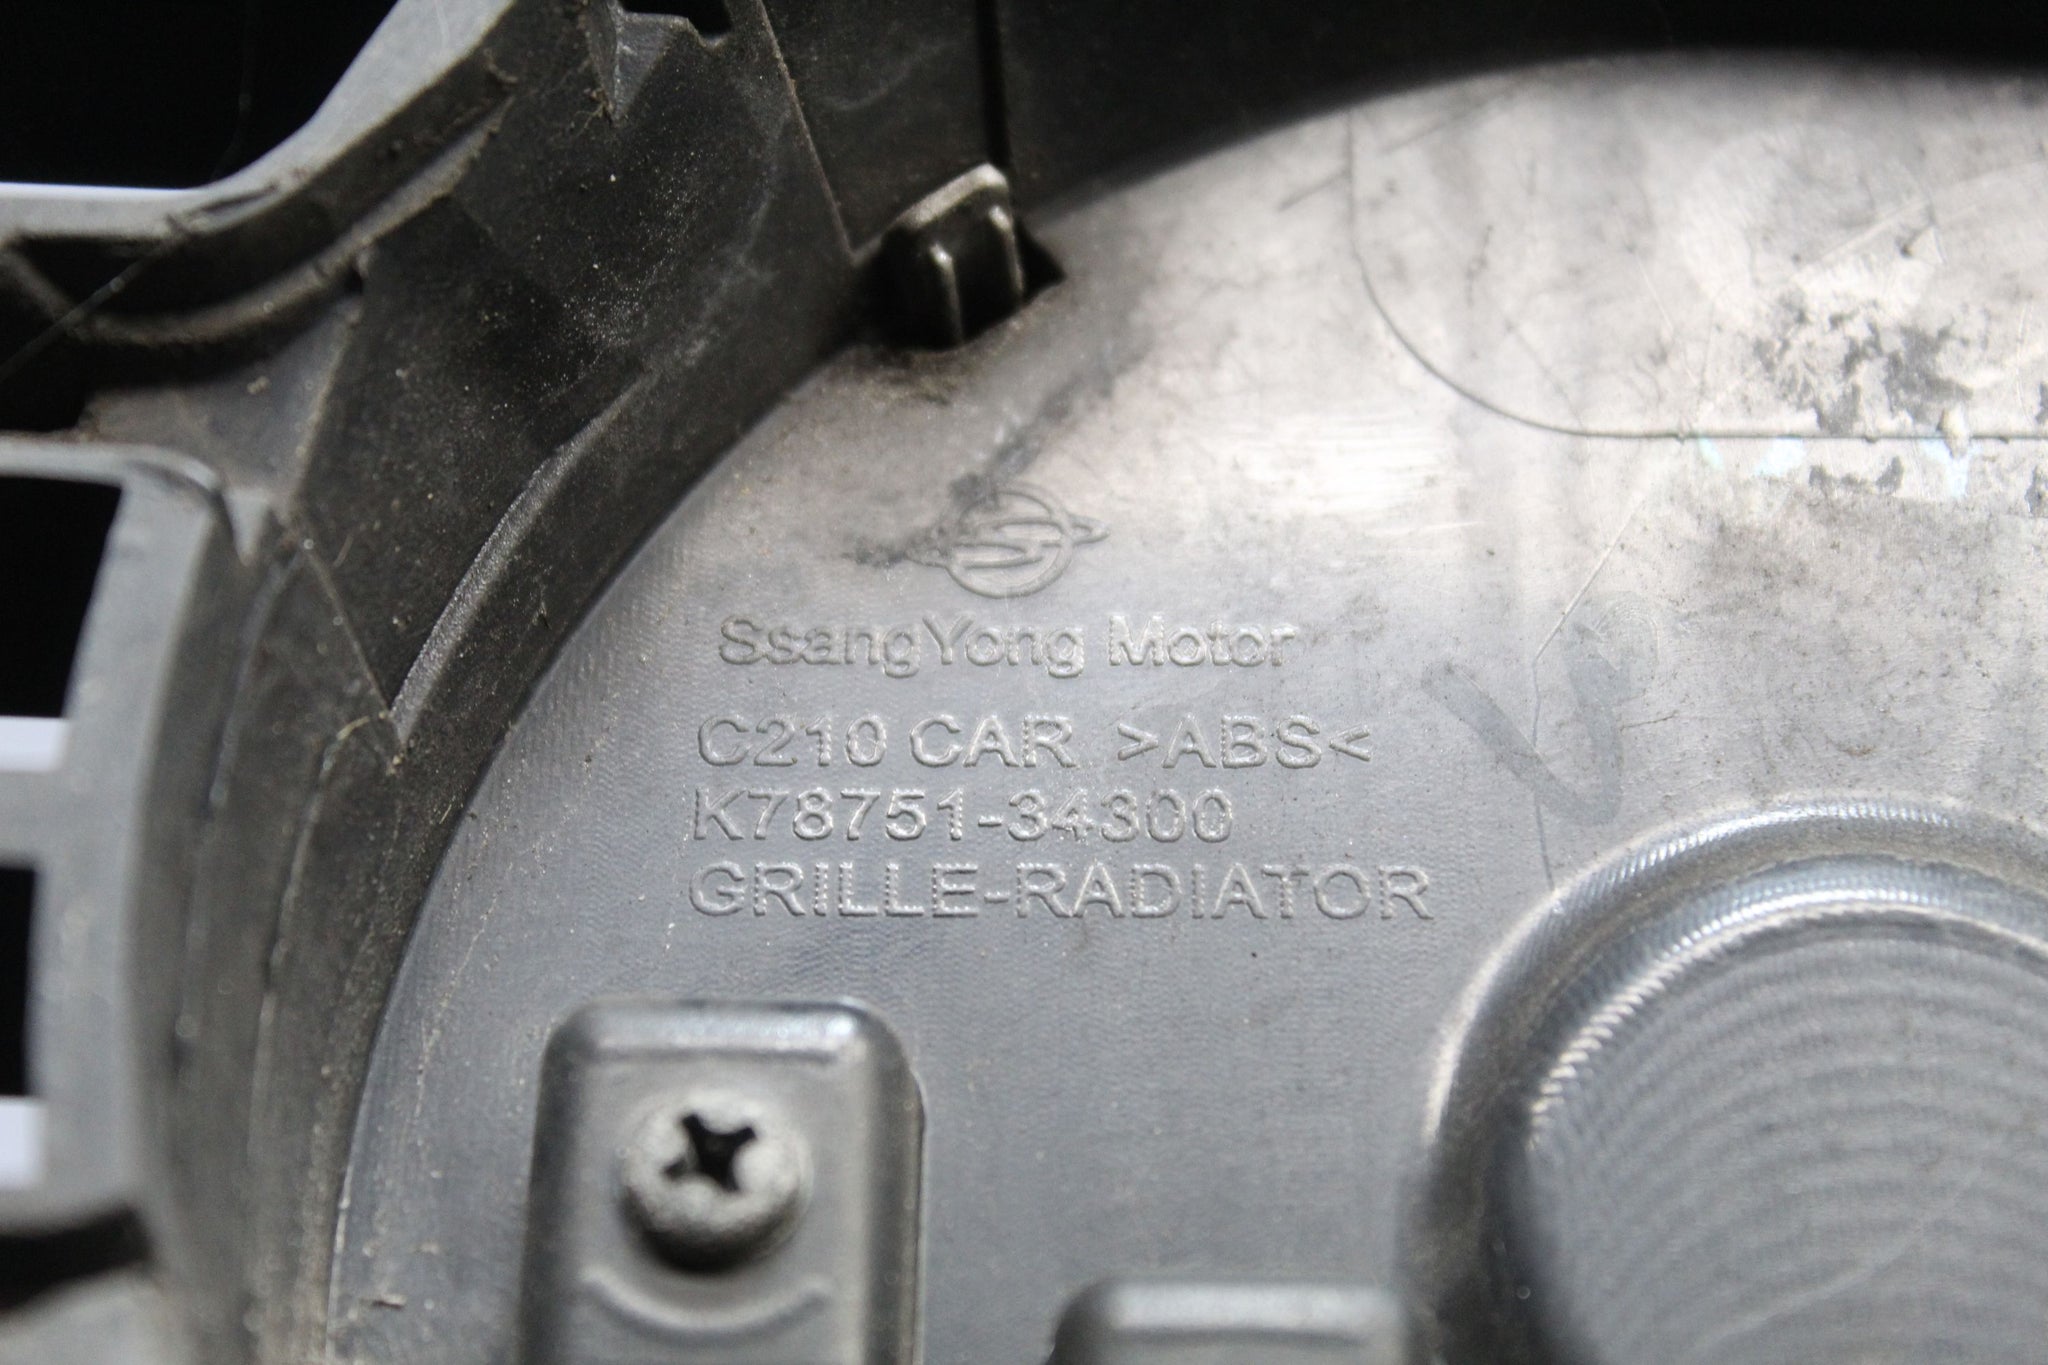 SsangYong Motor
C210 CAR >ABS<
K78751-34300
GRILLE-RADIATOR